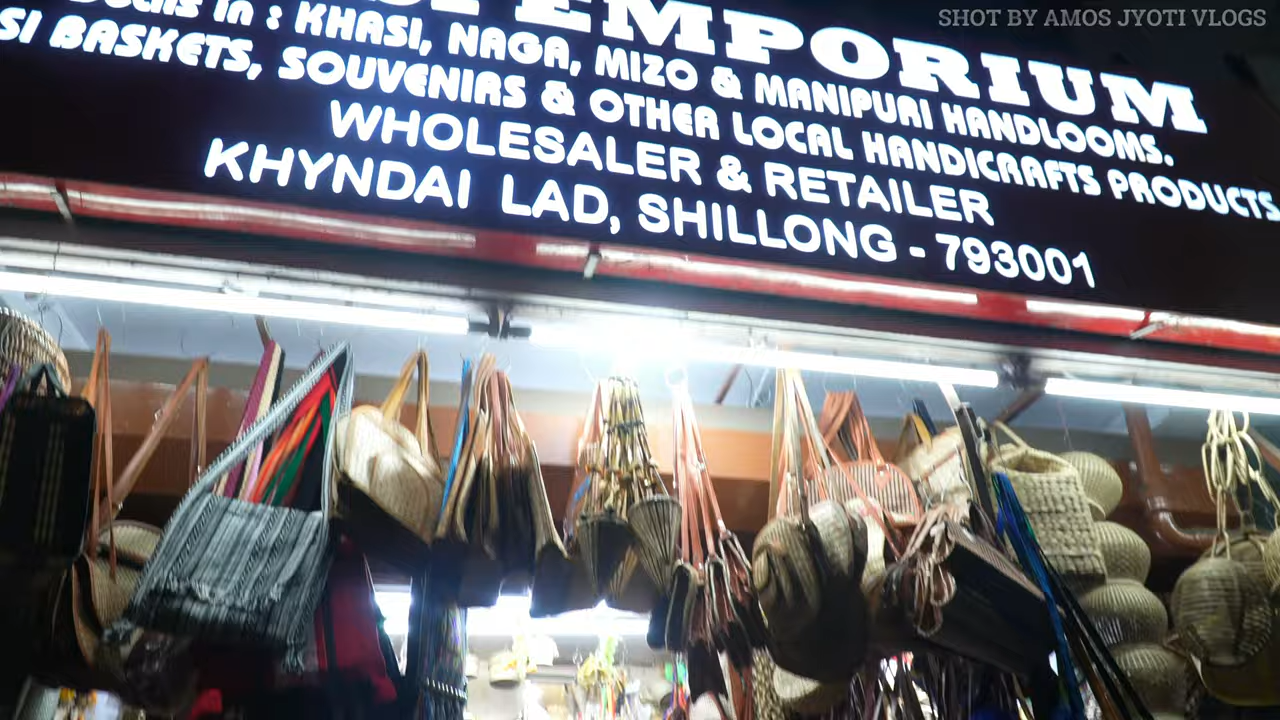 SHOT BY AMOS JYOTI VLOGS
EMPORIUM
in : KHASI, NAGA, MIZO & MANIPURI HANDLOOMS.
BASKETS, SOUVENIRS & OTHER LOCAL HANDICRAFTS PRODUCTS
WHOLESALER & RETAILER
KHYNDAI LAD, SHILLONG - 793001